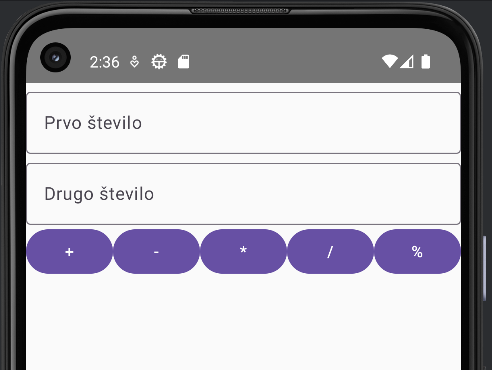 2:36
Prvo število
Drugo število
+ - * / %